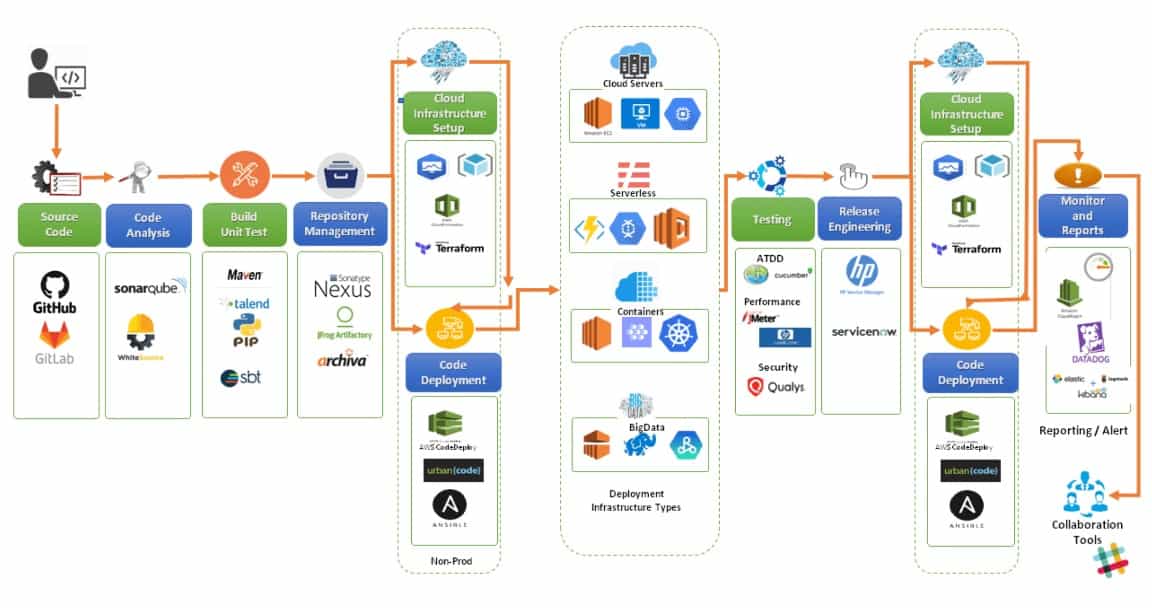 Source
Code
GitHub
GitLab
Code
Analysis
sonarqube
WhiteSource
Build
Unit Test
Maven
talend
PIP
sbt
Repository
Management
Sonatype
Nexus
JFrog Artifactory
archiva
Cloud
Infrastructure
Setup
Terraform
Code
Deployment
AWS CodeDeploy
urban{code}
ANSIBLE
Non-Prod
Cloud Servers
Amazon EC2
VM
Serverless
Containers
BIG
DATA
BigData
Deployment
Infrastructure Types
Testing
ATDD
cucumber
Performance
Meter
hp
Security
Qualys.
Release
Engineering
hp
HP Service Manager
servicenow
Cloud
Infrastructure
Setup
Terraform
Code
Deployment
AWS CodeDeploy
urban{code}
ANSIBLE
Monitor
and
Reports
DATADOG
elastic + logstash
kibana
Reporting / Alert
Collaboration
Tools